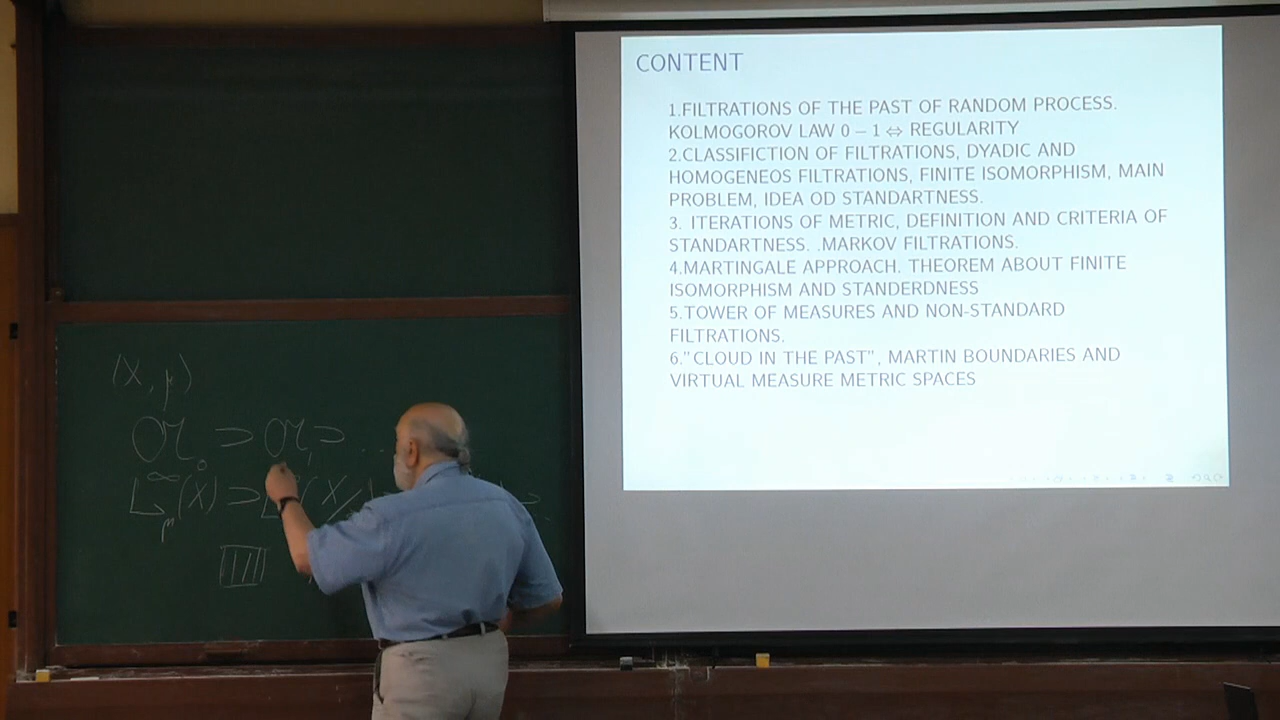 CONTENT
1.FILTRATIONS OF THE PAST OF RANDOM PROCESS.
KOLMOGOROV LAW 0 − 1 ⇔ REGULARITY
2.CLASSIFICTION OF FILTRATIONS, DYADIC AND
HOMOGENEOS FILTRATIONS, FINITE ISOMORPHISM, MAIN
PROBLEM, IDEA OD STANDARTNESS.
3. ITERATIONS OF METRIC, DEFINITION AND CRITERIA OF
STANDARTNESS. .MARKOV FILTRATIONS.
4.MARTINGALE APPROACH. THEOREM ABOUT FINITE
ISOMORPHISM AND STANDERDNESS
5.TOWER OF MEASURES AND NON-STANDARD
FILTRATIONS.
6."CLOUD IN THE PAST", MARTIN BOUNDARIES AND
VIRTUAL MEASURE METRIC SPACES
(X, μ)
𝔄₀ ⊃ 𝔄₁ ⊃ ...
L^∞_μ(X) ⊃